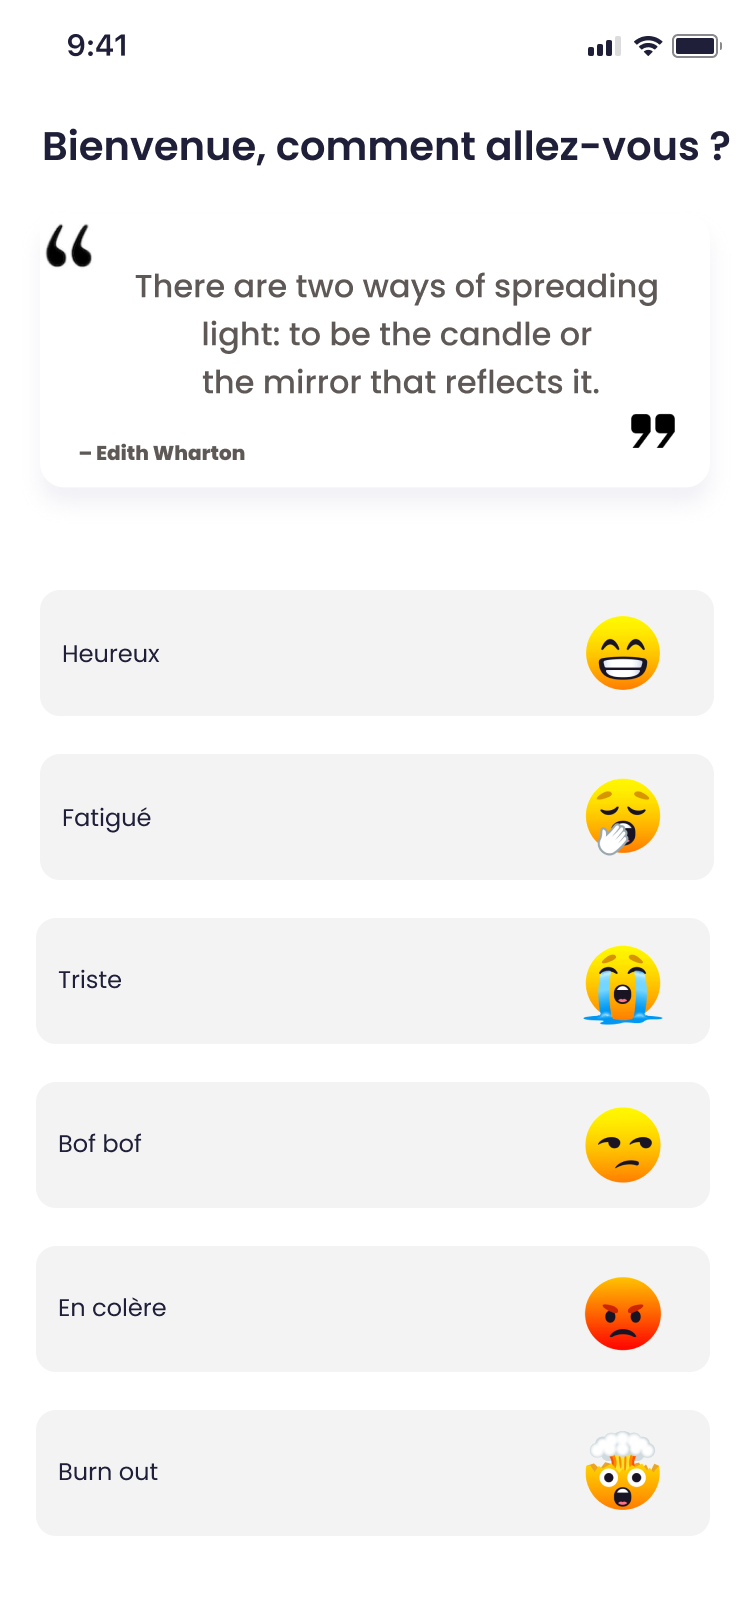 9:41
Bienvenue, comment allez-vous ?
“
There are two ways of spreading
light: to be the candle or
the mirror that reflects it.
”
– Edith Wharton
Heureux
Fatigué
Triste
Bof bof
En colère
Burn out